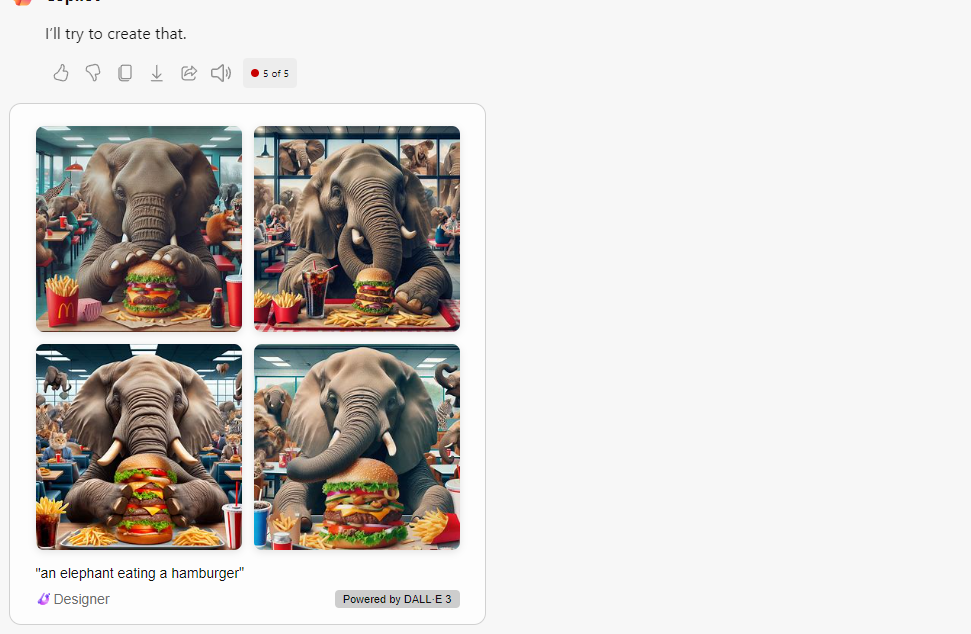 I'll try to create that.
5 of 5
"an elephant eating a hamburger"
Designer
Powered by DALL·E 3